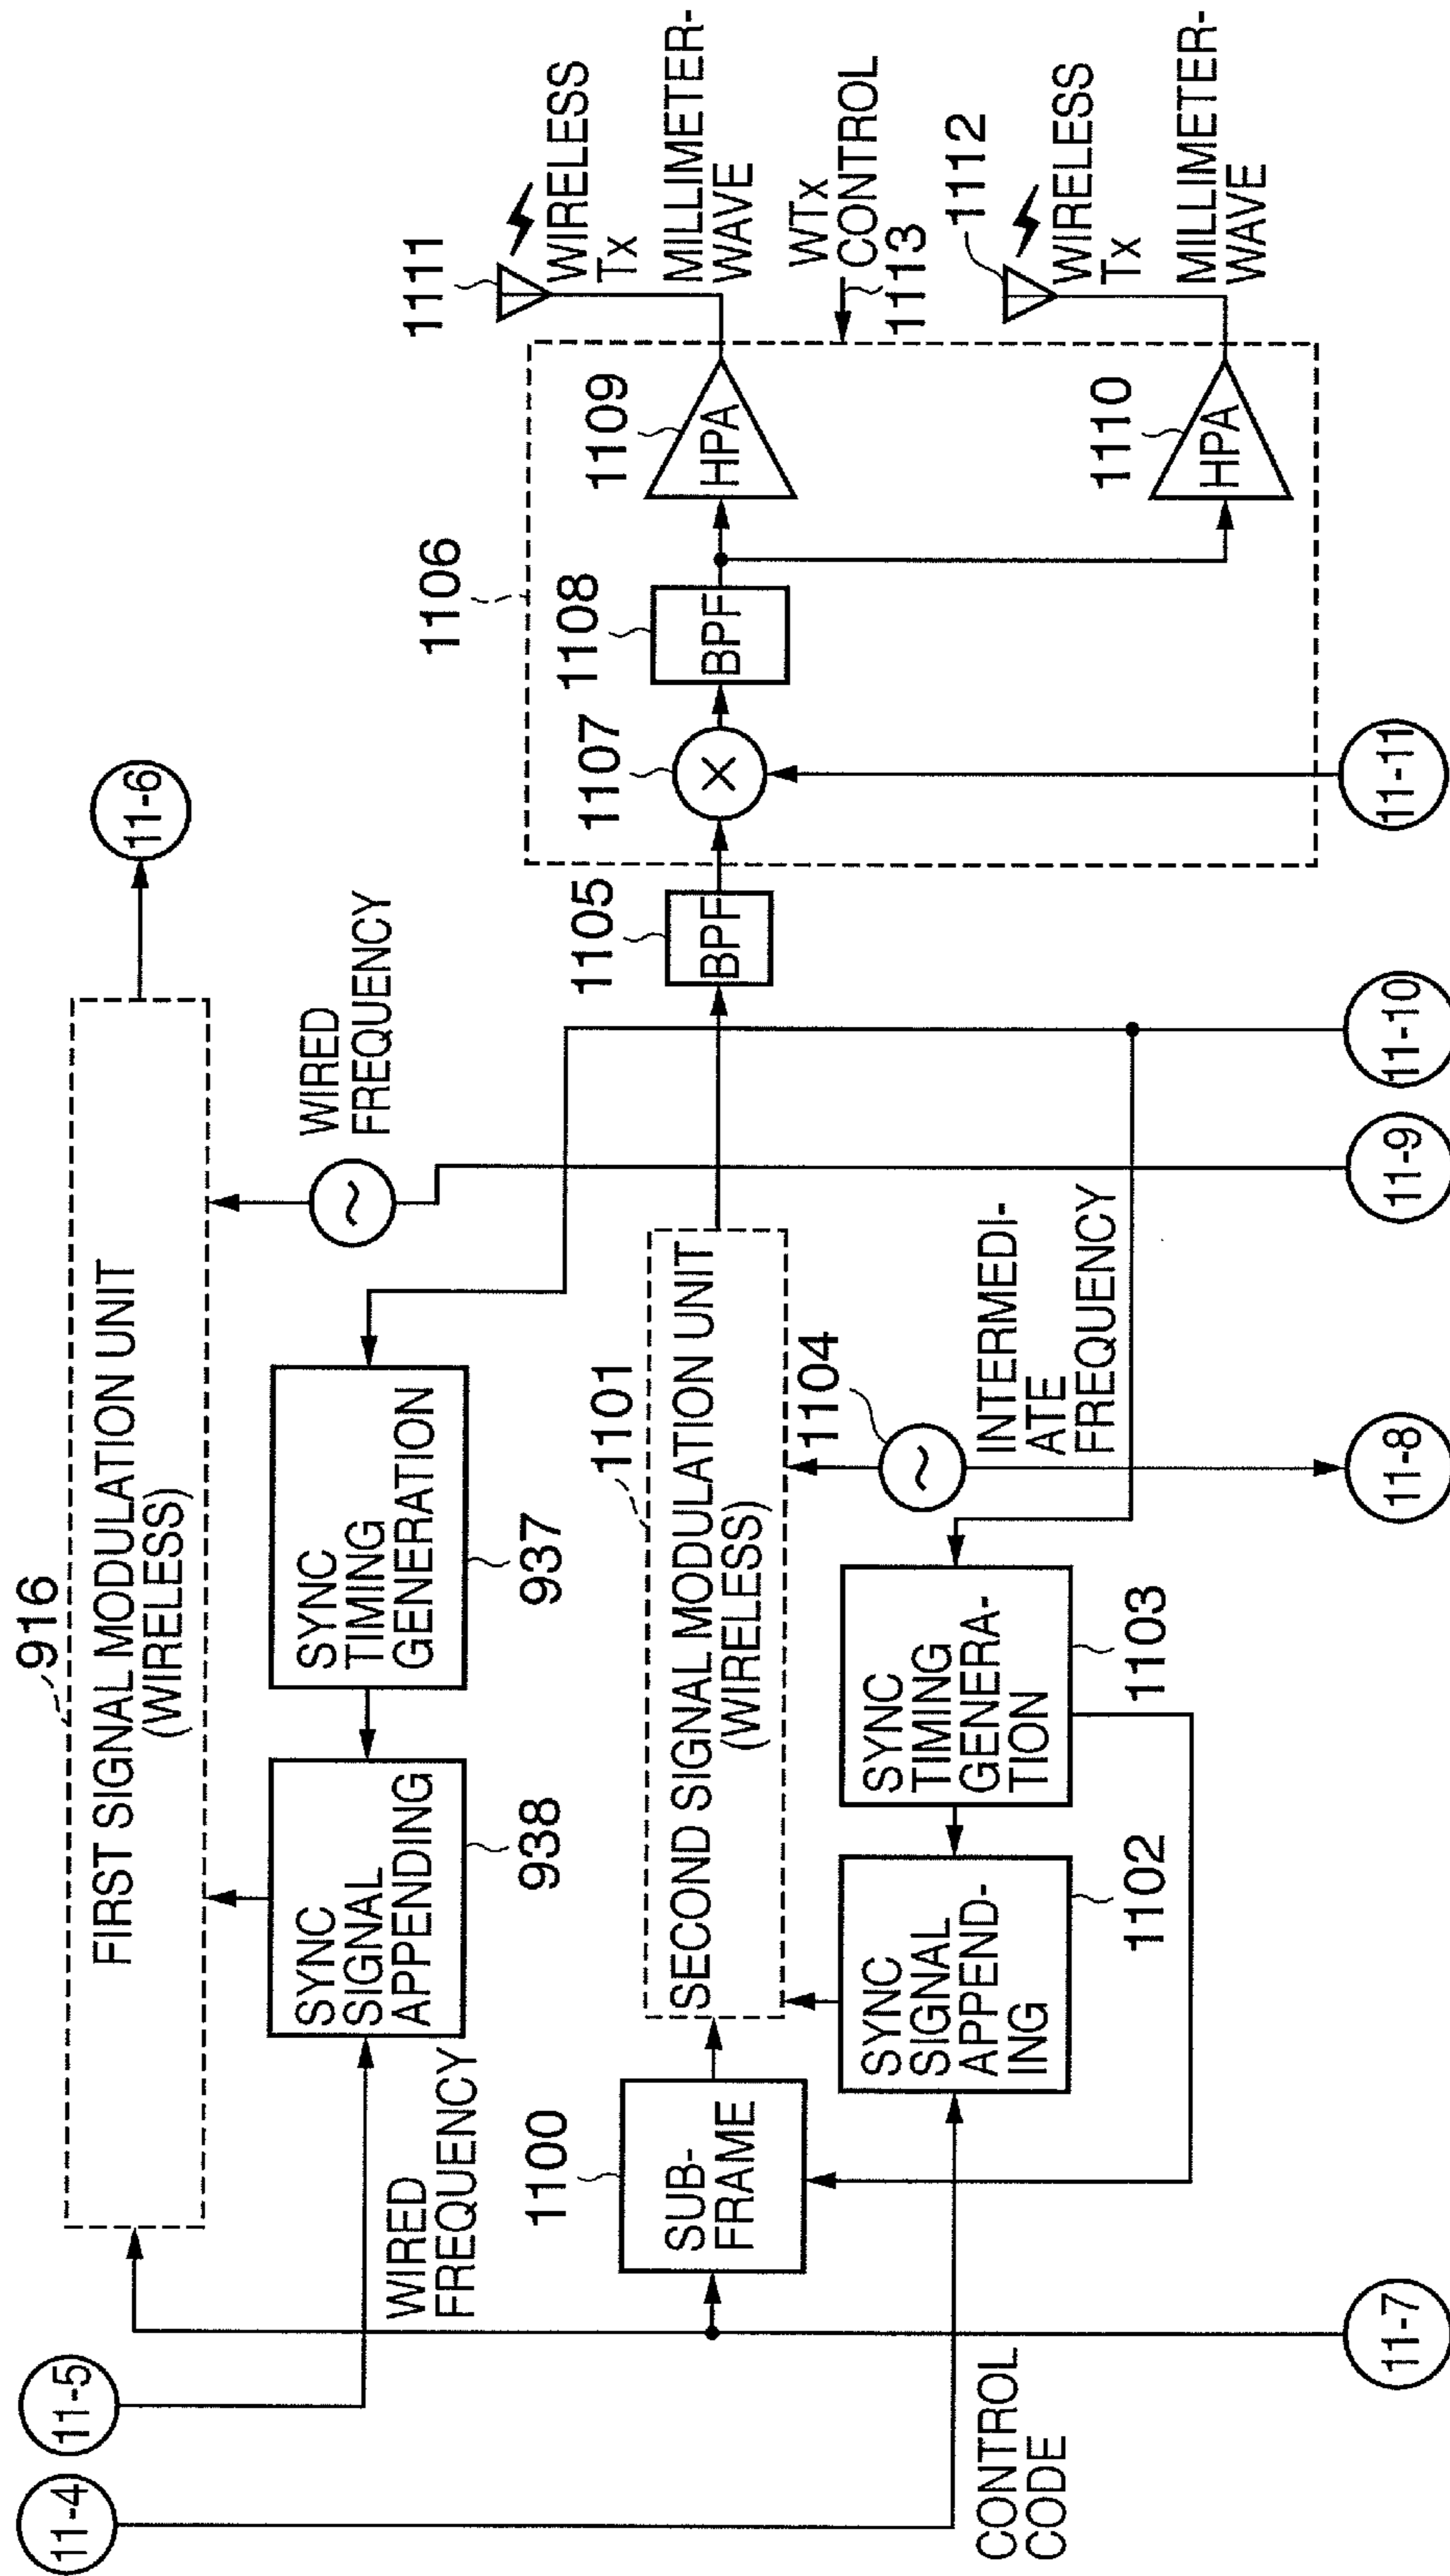 11-4
11-5
916
FIRST SIGNAL MODULATION UNIT
(WIRELESS)
11-6
WIRED
FREQUENCY
SYNC
SIGNAL
APPENDING
938
SYNC
TIMING
GENERATION
937
WIRED
FREQUENCY
1100
SUB-
FRAME
1101
SECOND SIGNAL MODULATION UNIT
(WIRELESS)
1105
BPF
1106
1107
×
1108
BPF
1109
HPA
1111
WIRELESS
Tx
MILLIMETER-
WAVE
WTx
CONTROL
1113
1110
HPA
1112
WIRELESS
Tx
MILLIMETER-
WAVE
SYNC
SIGNAL
APPEND-
ING
1102
SYNC
TIMING
GENERA-
TION
1103
1104
~
~
INTERMEDI-
ATE
FREQUENCY
CONTROL
CODE
11-7
11-8
11-9
11-10
11-11